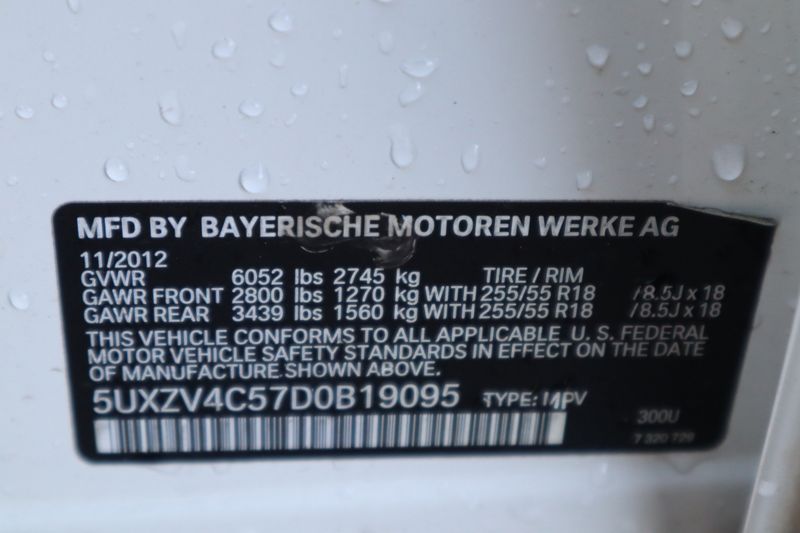 MFD BY BAYERISCHE MOTOREN WERKE AG
11/2012
GVWR 6052 lbs 2745 kg TIRE / RIM
GAWR FRONT 2800 lbs 1270 kg WITH 255/55 R18 /8.5J x 18
GAWR REAR 3439 lbs 1560 kg WITH 255/55 R18 /8.5J x 18
THIS VEHICLE CONFORMS TO ALL APPLICABLE U. S. FEDERAL
MOTOR VEHICLE SAFETY STANDARDS IN EFFECT ON THE DATE
OF MANUFACTURE SHOWN ABOVE.
5UXZV4C57D0B19095 TYPE: MPV
300U
7 320 729